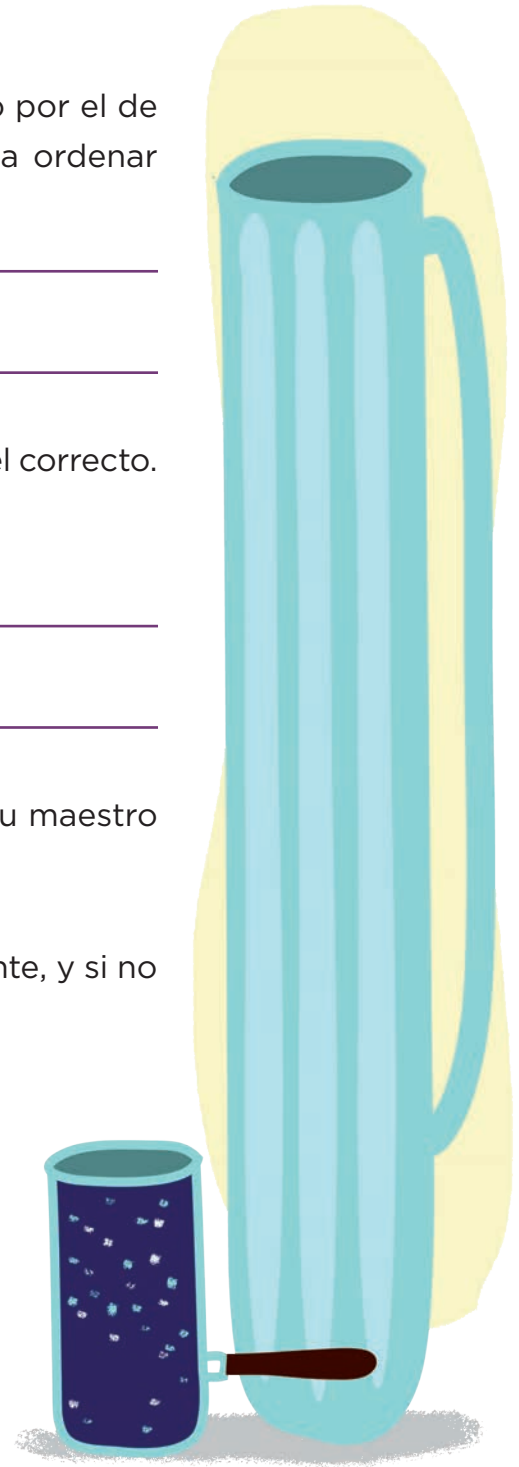 o por el de
a ordenar
el correcto.
u maestro
nte, y si no